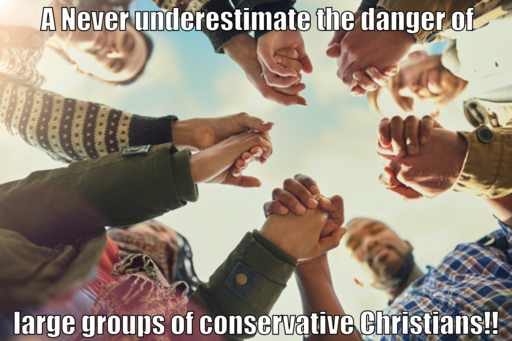 A Never underestimate the danger of
large groups of conservative Christians!!